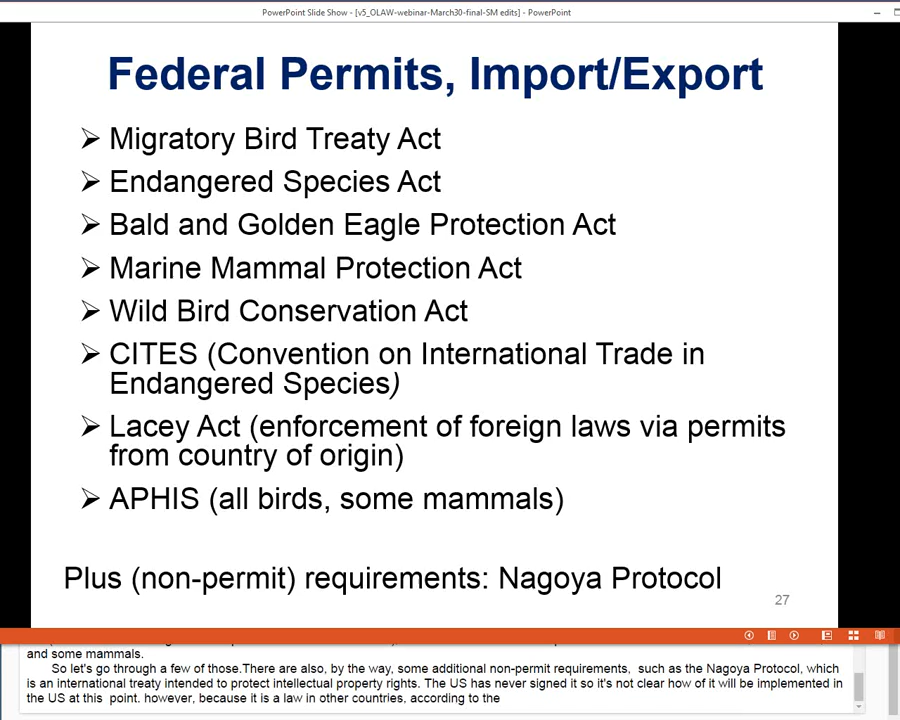 PowerPoint Slide Show - [v5_OLAW-webinar-March30-final-SM edits] - PowerPoint
Federal Permits, Import/Export
➢ Migratory Bird Treaty Act
➢ Endangered Species Act
➢ Bald and Golden Eagle Protection Act
➢ Marine Mammal Protection Act
➢ Wild Bird Conservation Act
➢ CITES (Convention on International Trade in
Endangered Species)
➢ Lacey Act (enforcement of foreign laws via permits
from country of origin)
➢ APHIS (all birds, some mammals)
Plus (non-permit) requirements: Nagoya Protocol
27
and some mammals.
So let's go through a few of those.There are also, by the way, some additional non-permit requirements, such as the Nagoya Protocol, which
is an international treaty intended to protect intellectual property rights. The US has never signed it so it's not clear how of it will be implemented in
the US at this point. however, because it is a law in other countries, according to the